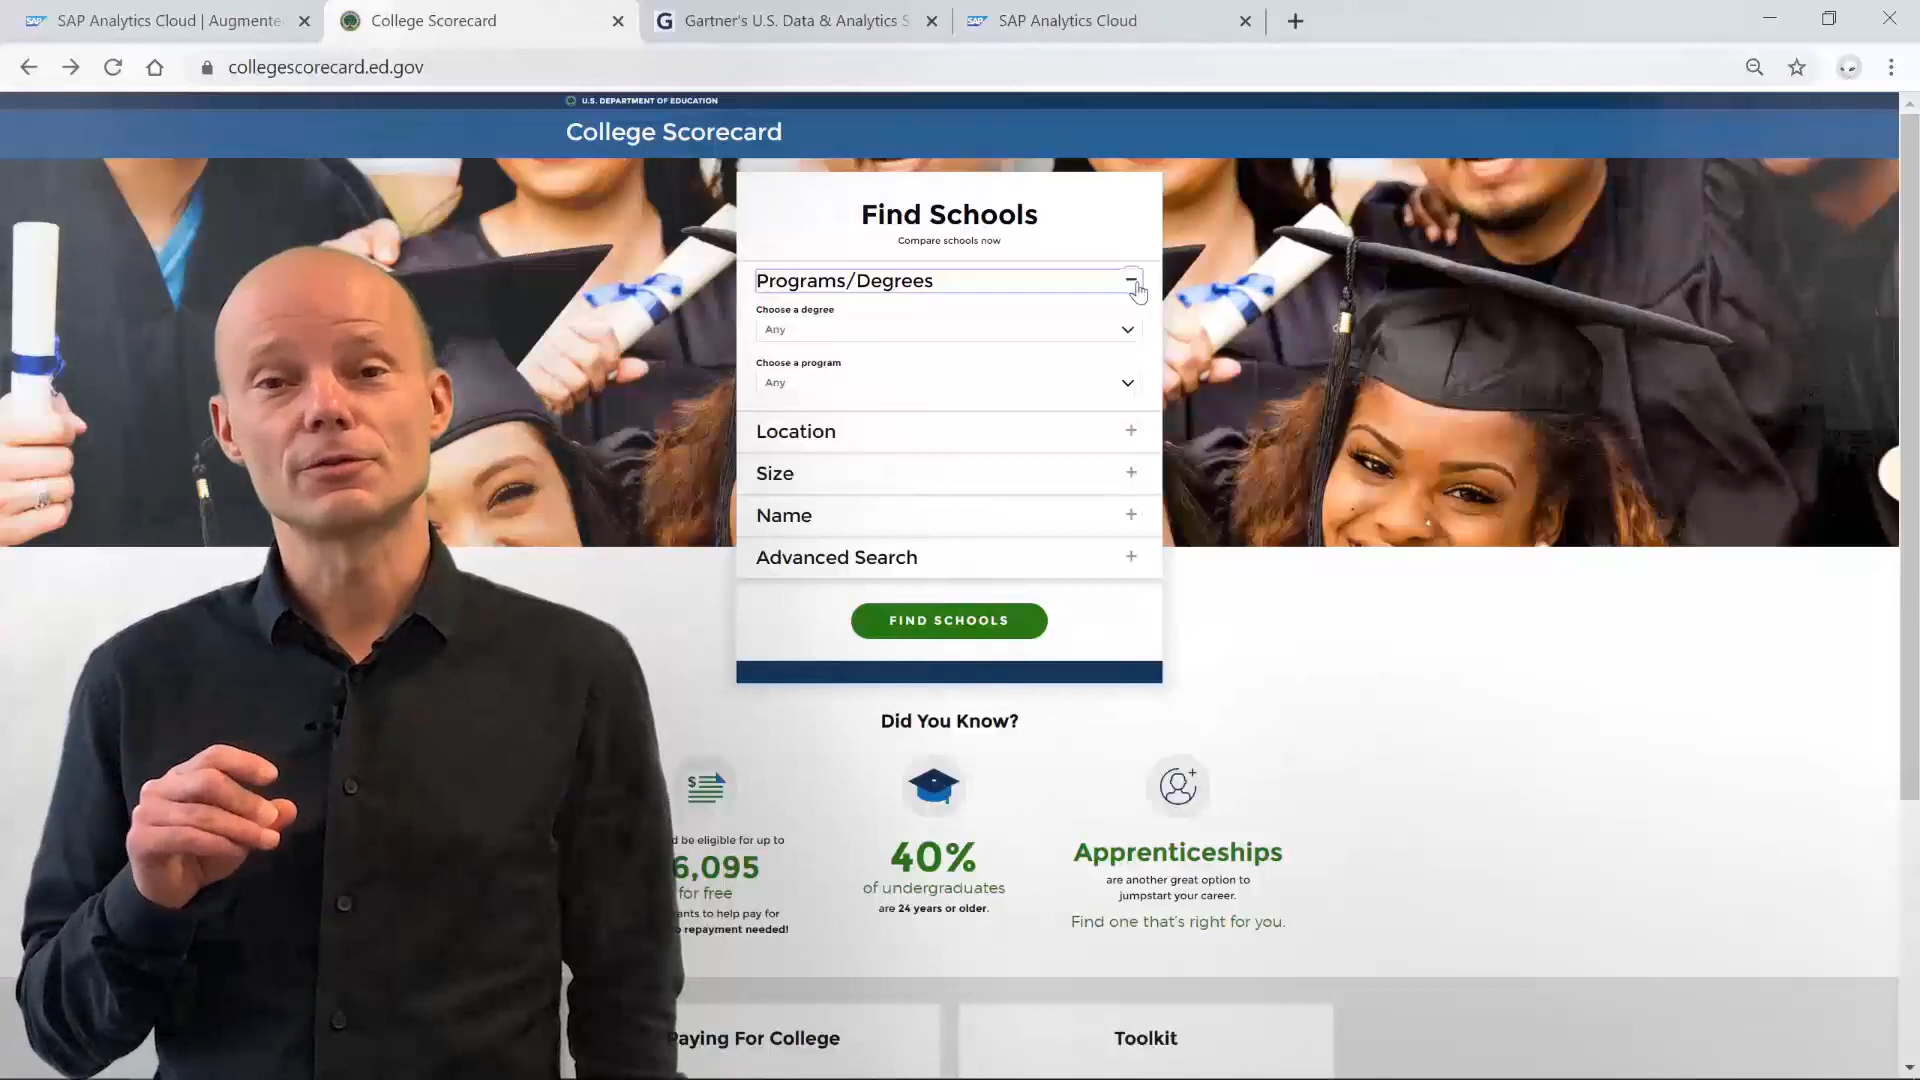 SAP Analytics Cloud | Augmente
College Scorecard
Gartner's U.S. Data & Analytics S
SAP Analytics Cloud
collegescorecard.ed.gov
U.S. DEPARTMENT OF EDUCATION
College Scorecard
Find Schools
Compare schools now
Programs/Degrees
Choose a degree
Any
Choose a program
Any
Location
Size
Name
Advanced Search
FIND SCHOOLS
Did You Know?
d be eligible for up to
6,095
for free
ants to help pay for
o repayment needed!
40%
of undergraduates
are 24 years or older.
Apprenticeships
are another great option to
jumpstart your career.
Find one that's right for you.
Paying For College
Toolkit